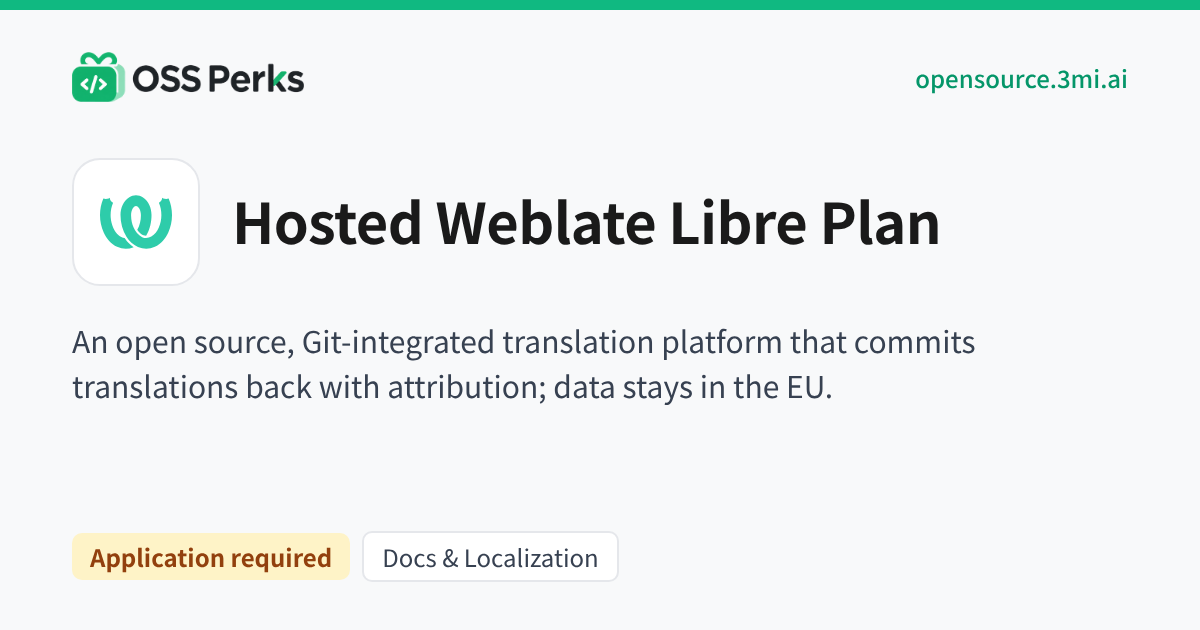 </> OSS Perks
opensource.3mi.ai
Hosted Weblate Libre Plan
An open source, Git-integrated translation platform that commits
translations back with attribution; data stays in the EU.
Application required
Docs & Localization